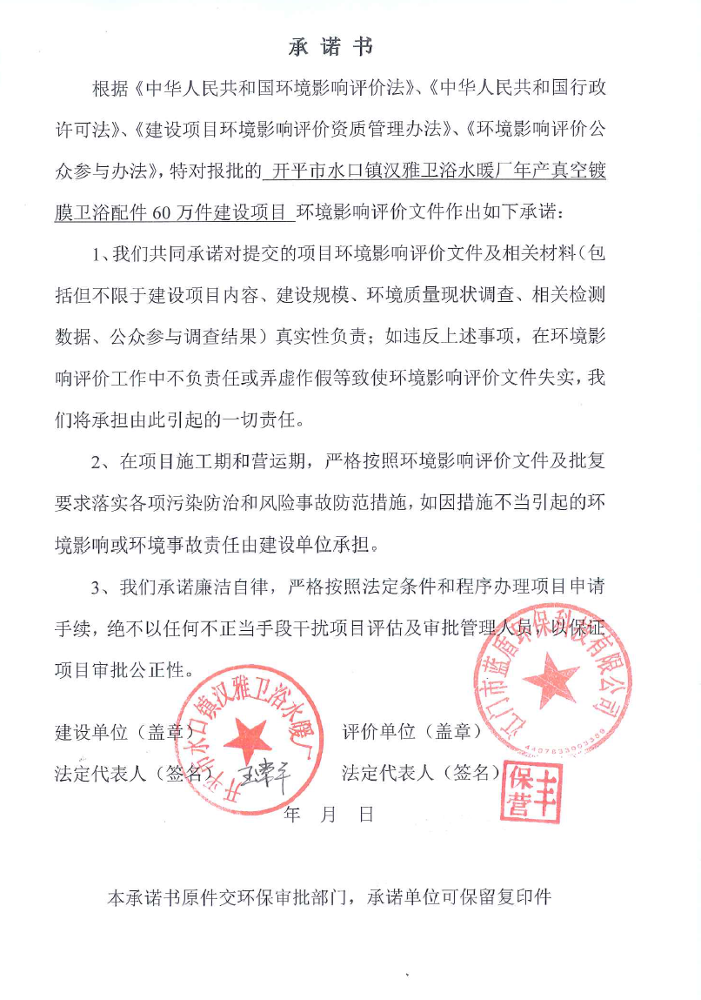 承诺书
根据《中华人民共和国环境影响评价法》、《中华人民共和国行政
许可法》、《建设项目环境影响评价资质管理办法》、《环境影响评价公
众参与办法》，特对报批的 开平市水口镇汉雅卫浴水暖厂年产真空镀
膜卫浴配件 60 万件建设项目 环境影响评价文件作出如下承诺：
1、我们共同承诺对提交的项目环境影响评价文件及相关材料（包
括但不限于建设项目内容、建设规模、环境质量现状调查、相关检测
数据、公众参与调查结果）真实性负责；如违反上述事项，在环境影
响评价工作中不负责任或弄虚作假等致使环境影响评价文件失实，我
们将承担由此引起的一切责任。
2、在项目施工期和营运期，严格按照环境影响评价文件及批复
要求落实各项污染防治和风险事故防范措施，如因措施不当引起的环
境影响或环境事故责任由建设单位承担。
3、我们承诺廉洁自律，严格按照法定条件和程序办理项目申请
手续，绝不以任何不正当手段干扰项目评估及审批管理人员，以保证
项目审批公正性。
江门市蓝盾环保科技有限公司
开平市水口镇汉雅卫浴水暖厂
建设单位（盖章） 评价单位（盖章）
法定代表人（签名） 法定代表人（签名）
保营
年 月 日
本承诺书原件交环保审批部门，承诺单位可保留复印件